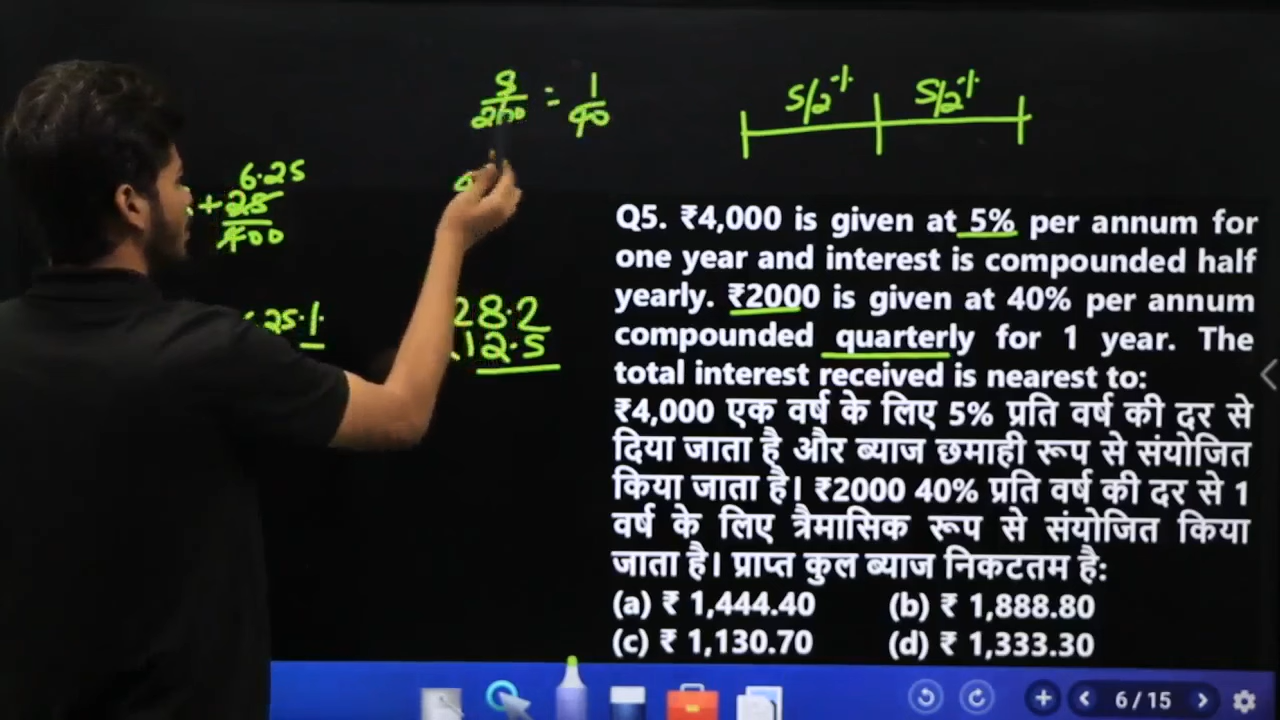 5/200 = 1/40
5/2% 5/2%
6.25
+ 25/400
25%
28.2
12.5
Q5. ₹4,000 is given at 5% per annum for
one year and interest is compounded half
yearly. ₹2000 is given at 40% per annum
compounded quarterly for 1 year. The
total interest received is nearest to:
₹4,000 एक वर्ष के लिए 5% प्रति वर्ष की दर से
दिया जाता है और ब्याज छमाही रूप से संयोजित
किया जाता है। ₹2000 40% प्रति वर्ष की दर से 1
वर्ष के लिए त्रैमासिक रूप से संयोजित किया
जाता है। प्राप्त कुल ब्याज निकटतम है:
(a) ₹ 1,444.40 (b) ₹ 1,888.80
(c) ₹ 1,130.70 (d) ₹ 1,333.30
6 / 15